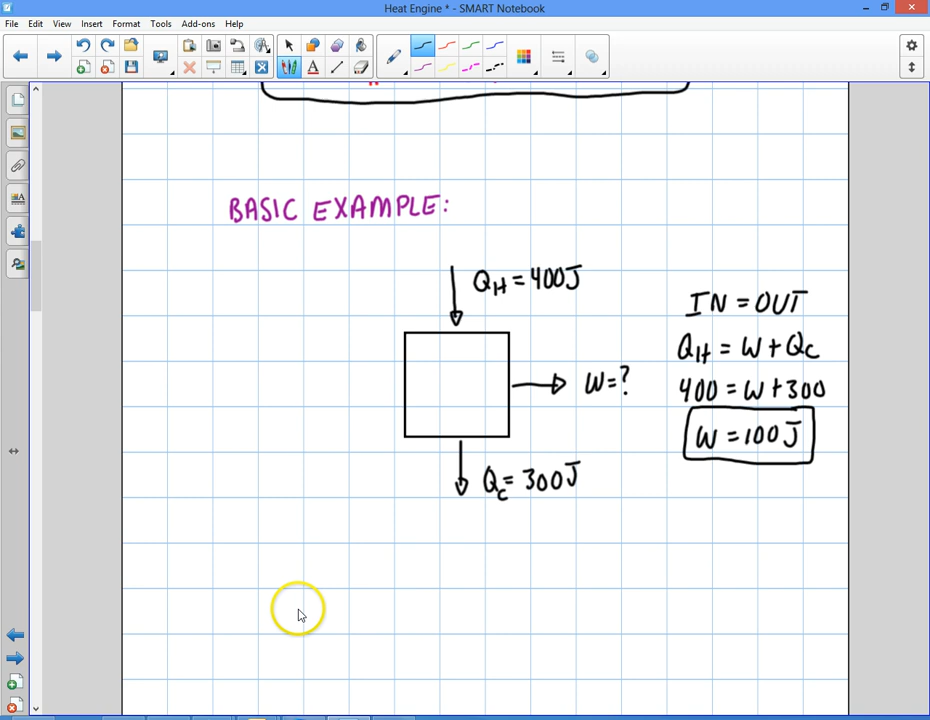 Heat Engine * - SMART Notebook
File Edit View Insert Format Tools Add-ons Help
BASIC EXAMPLE:
QH = 400J
W=?
Qc= 300J
IN = OUT
QH = W+Qc
400 = W+300
W = 100J